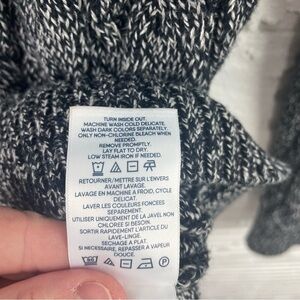 TURN INSIDE OUT.
MACHINE WASH COLD DELICATE.
WASH DARK COLORS SEPARATELY.
ONLY NON-CHLORINE BLEACH WHEN
NEEDED.
REMOVE PROMPTLY.
LAY FLAT TO DRY.
LOW STEAM IRON IF NEEDED.
RETOURNER/METTRE SUR L'ENVERS
AVANT LAVAGE.
LAVAGE EN MACHINE A FROID, CYCLE
DÉLICAT.
LAVER LES COULEURS FONCÉES
SEPAREMENT.
UTILISER UNIQUEMENT DE LA JAVEL NON
CHLOREE SI BESOIN.
SORTIR RAPIDEMENT L'ARTICLE DU
LAVE-LINGE.
SECHAGE A PLAT.
SI NECESSAIRE, REPASSER A VAPEUR
DOUCE.
P